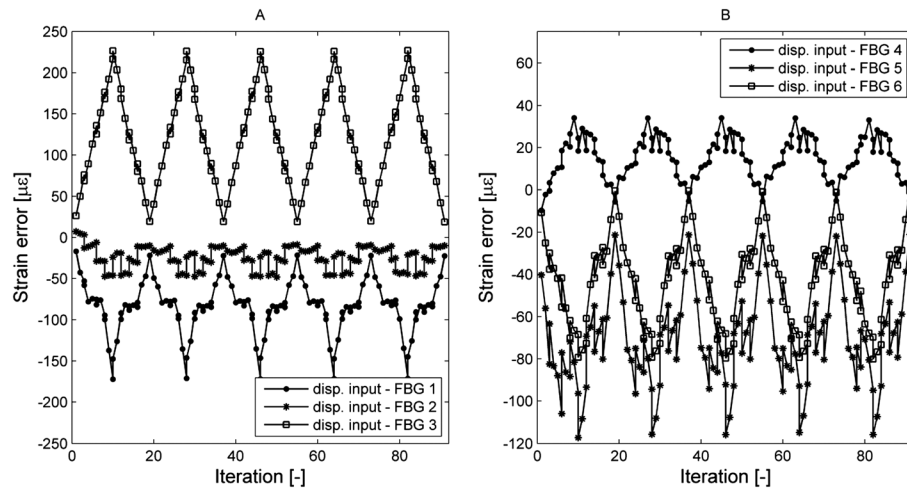 A
250
200
150
100
50
0
-50
-100
-150
-200
-250
Strain error [με]
0
20
40
60
80
Iteration [-]
disp. input - FBG 1
disp. input - FBG 2
disp. input - FBG 3
B
60
40
20
0
-20
-40
-60
-80
-100
-120
Strain error [με]
0
20
40
60
80
Iteration [-]
disp. input - FBG 4
disp. input - FBG 5
disp. input - FBG 6